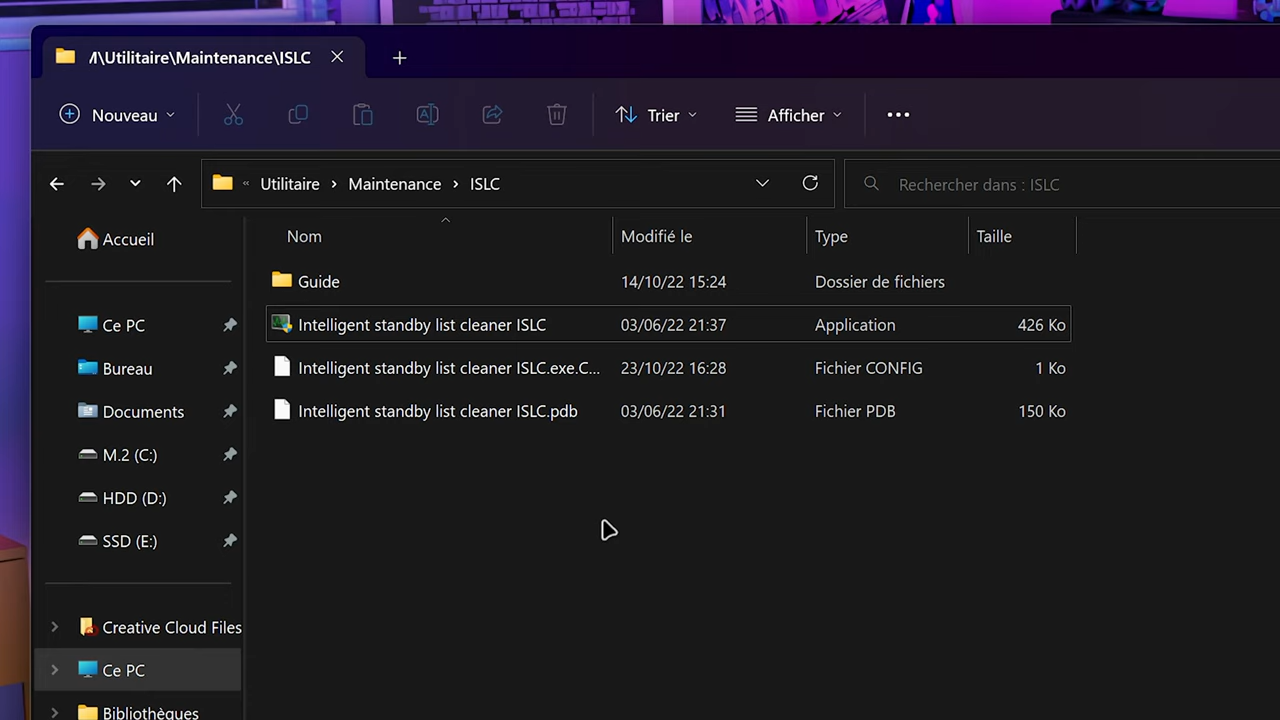 \Utilitaire\Maintenance\ISLC
Nouveau
Trier
Afficher
« Utilitaire › Maintenance › ISLC
Rechercher dans : ISLC
Accueil
Ce PC
Bureau
Documents
M.2 (C:)
HDD (D:)
SSD (E:)
Creative Cloud Files
Ce PC
Bibliothèques
Nom Modifié le Type Taille
Guide 14/10/22 15:24 Dossier de fichiers
Intelligent standby list cleaner ISLC 03/06/22 21:37 Application 426 Ko
Intelligent standby list cleaner ISLC.exe.C... 23/10/22 16:28 Fichier CONFIG 1 Ko
Intelligent standby list cleaner ISLC.pdb 03/06/22 21:31 Fichier PDB 150 Ko